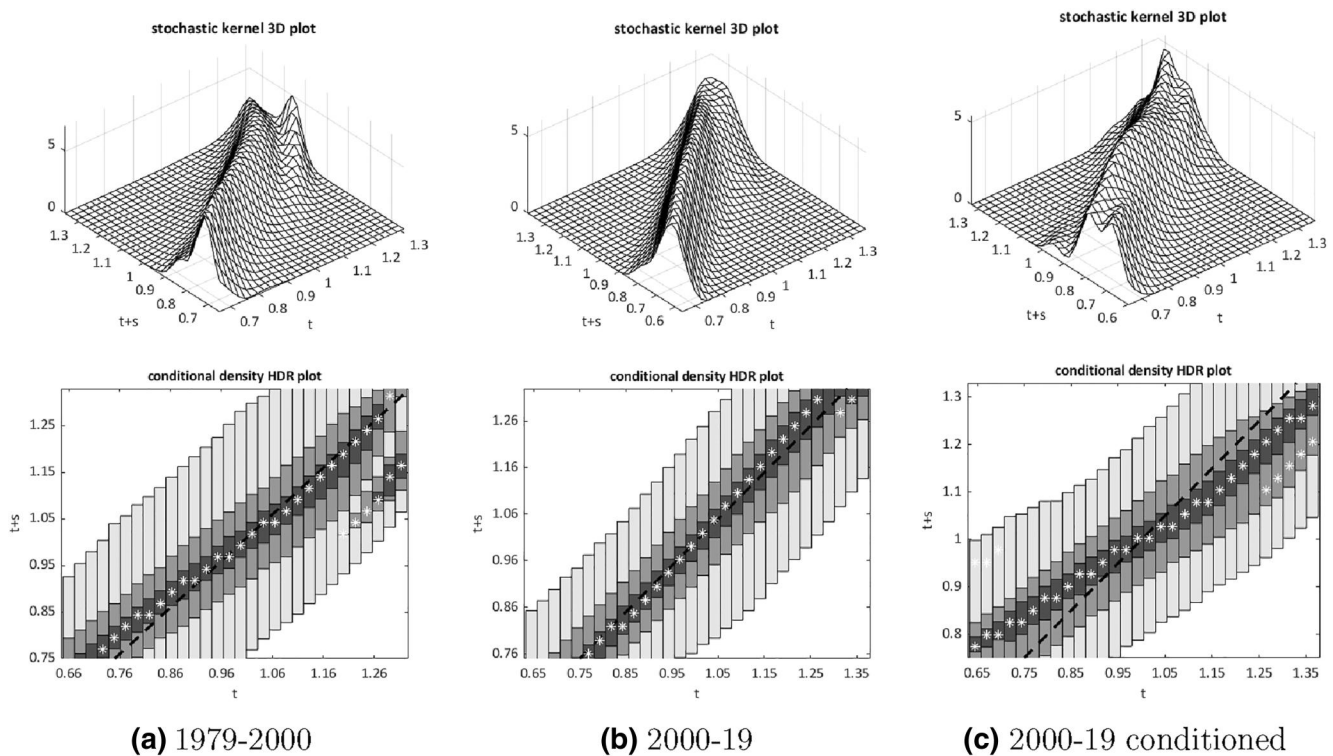 stochastic kernel 3D plot
5
0
1.3
1.2
1.1
1
0.9
0.8
0.7
t+s
0.7
0.8
0.9
1
1.1
1.2
1.3
t
stochastic kernel 3D plot
5
0
1.3
1.2
1.1
1
0.9
0.8
0.7
0.6
t+s
0.7
0.8
0.9
1
1.1
1.2
1.3
t
stochastic kernel 3D plot
5
0
1.3
1.2
1.1
1
0.9
0.8
0.7
0.6
t+s
0.7
0.8
0.9
1
1.1
1.2
1.3
t
conditional density HDR plot
1.25
1.15
1.05
0.95
0.85
0.75
t+s
0.66 0.76 0.86 0.96 1.06 1.16 1.26
t
conditional density HDR plot
1.26
1.16
1.06
0.96
0.86
0.76
t+s
0.65 0.75 0.85 0.95 1.05 1.15 1.25 1.35
t
conditional density HDR plot
1.3
1.2
1.1
1
0.9
0.8
t+s
0.65 0.75 0.85 0.95 1.05 1.15 1.25 1.35
t
(a) 1979-2000
(b) 2000-19
(c) 2000-19 conditioned